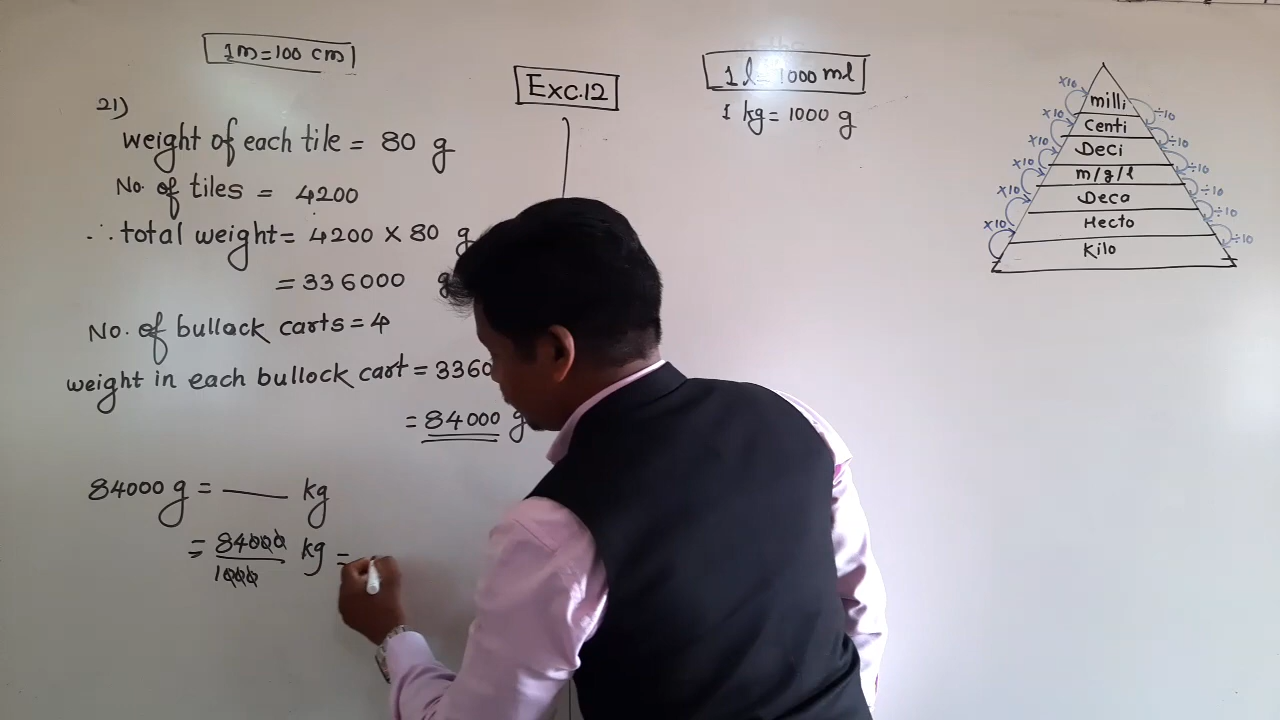 1m=100 cm
21)
weight of each tile = 80 g
No. of tiles = 4200
∴ total weight = 4200 × 80 g
= 336000 g
No. of bullack carts = 4
weight in each bullock cart = 3360
= 84000 g
84000 g = ___ kg
= 84000/1000 kg =
Exc.12
1 l = 1000 ml
1 kg = 1000 g
×10 milli ÷10
×10 Centi ÷10
×10 Deci ÷10
×10 m/g/l ÷10
×10 Deca ÷10
×10 Hecto ÷10
Kilo